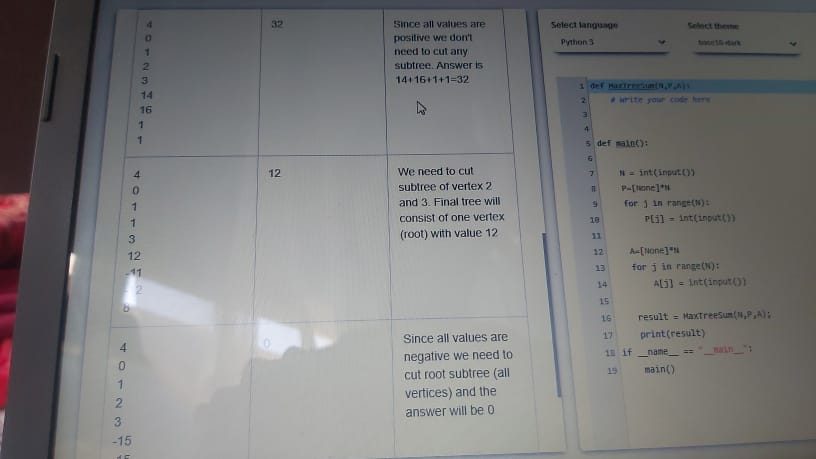 4
0
1
2
3
14
16
1
1
32
Since all values are
positive we don't
need to cut any
subtree. Answer is
14+16+1+1=32
4
0
1
1
3
12
-11
2
8
12
We need to cut
subtree of vertex 2
and 3. Final tree will
consist of one vertex
(root) with value 12
4
0
1
2
3
-15
0
Since all values are
negative we need to
cut root subtree (all
vertices) and the
answer will be 0
Select language
Python 3
Select theme
base16-dark
1 def MaxTreeSum(N,P,A):
2 # Write your code here
3
4
5 def main():
6
7 N = int(input())
8 P=[None]*N
9 for j in range(N):
10 P[j] = int(input())
11
12 A=[None]*N
13 for j in range(N):
14 A[j] = int(input())
15
16 result = MaxTreeSum(N,P,A);
17 print(result)
18 if __name__ == "__main__":
19 main()